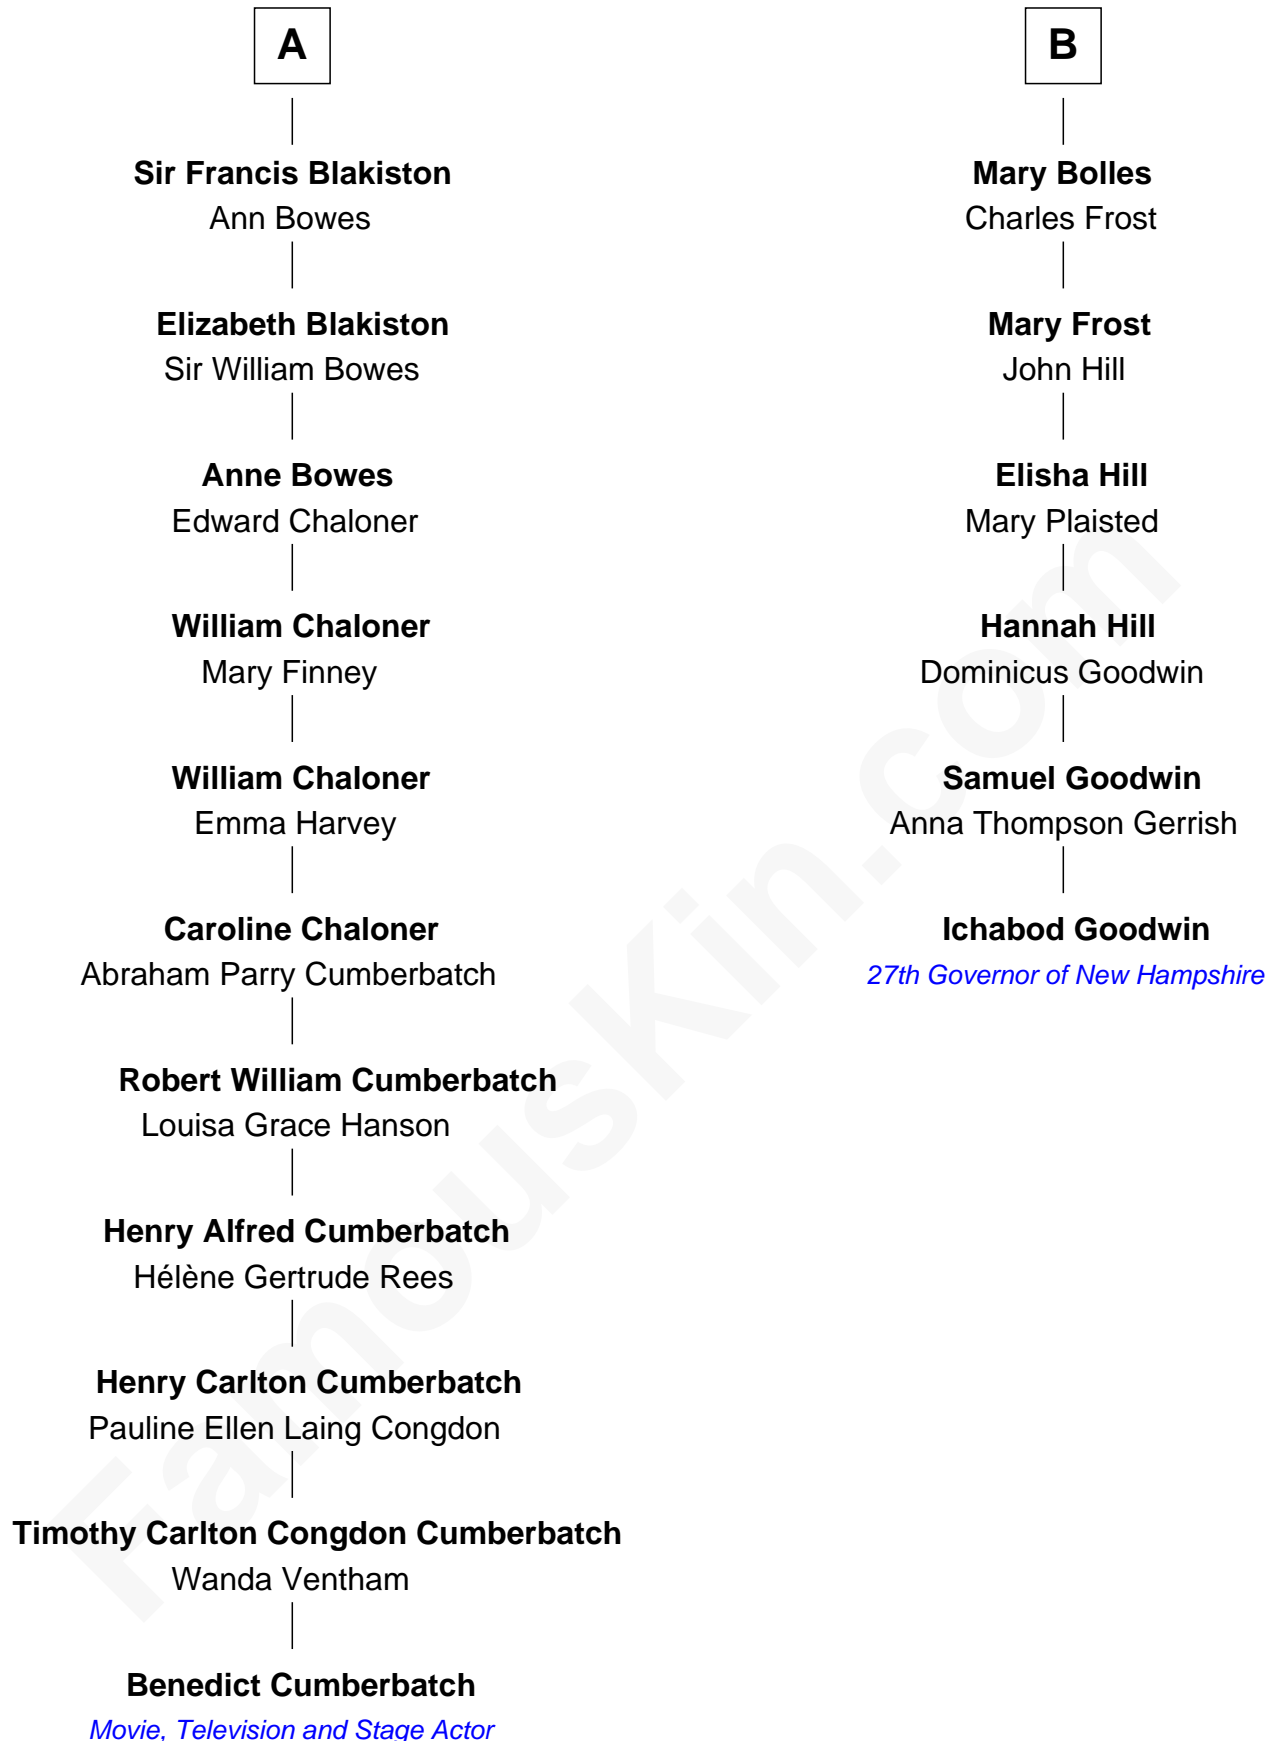 A
Sir Francis Blakiston
Ann Bowes
Elizabeth Blakiston
Sir William Bowes
Anne Bowes
Edward Chaloner
William Chaloner
Mary Finney
William Chaloner
Emma Harvey
Caroline Chaloner
Abraham Parry Cumberbatch
Robert William Cumberbatch
Louisa Grace Hanson
Henry Alfred Cumberbatch
Hélène Gertrude Rees
Henry Carlton Cumberbatch
Pauline Ellen Laing Congdon
Timothy Carlton Congdon Cumberbatch
Wanda Ventham
Benedict Cumberbatch
Movie, Television and Stage Actor
B
Mary Bolles
Charles Frost
Mary Frost
John Hill
Elisha Hill
Mary Plaisted
Hannah Hill
Dominicus Goodwin
Samuel Goodwin
Anna Thompson Gerrish
Ichabod Goodwin
27th Governor of New Hampshire
FamousKin.com